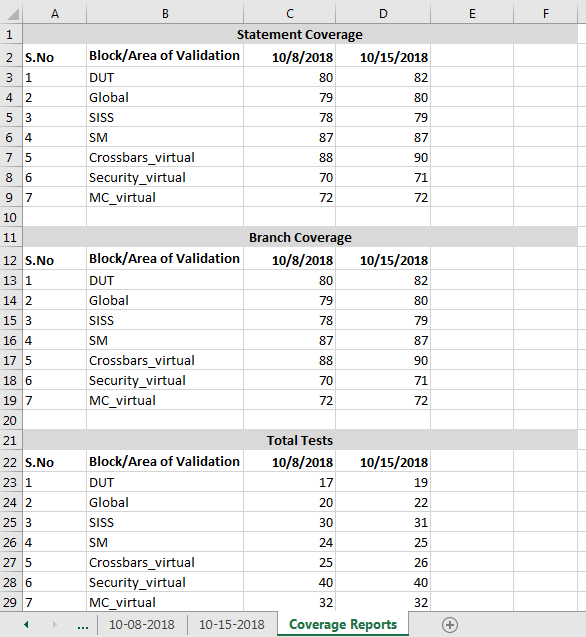 A B C D E F
1 Statement Coverage
2 S.No Block/Area of Validation 10/8/2018 10/15/2018
3 1 DUT 80 82
4 2 Global 79 80
5 3 SISS 78 79
6 4 SM 87 87
7 5 Crossbars_virtual 88 90
8 6 Security_virtual 70 71
9 7 MC_virtual 72 72
10
11 Branch Coverage
12 S.No Block/Area of Validation 10/8/2018 10/15/2018
13 1 DUT 80 82
14 2 Global 79 80
15 3 SISS 78 79
16 4 SM 87 87
17 5 Crossbars_virtual 88 90
18 6 Security_virtual 70 71
19 7 MC_virtual 72 72
20
21 Total Tests
22 S.No Block/Area of Validation 10/8/2018 10/15/2018
23 1 DUT 17 19
24 2 Global 20 22
25 3 SISS 30 31
26 4 SM 24 25
27 5 Crossbars_virtual 25 26
28 6 Security_virtual 40 40
29 7 MC_virtual 32 32
... 10-08-2018 10-15-2018 Coverage Reports